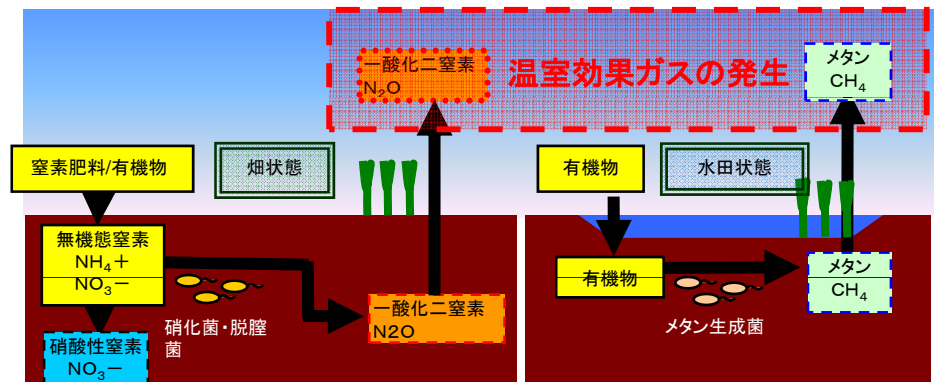 温室効果ガスの発生
一酸化二窒素
N₂O
メタン
CH₄
窒素肥料/有機物
畑状態
有機物
水田状態
無機態窒素
NH₄＋
NO₃－
硝酸性窒素
NO₃－
硝化菌・脱膣
菌
一酸化二窒素
N2O
有機物
メタン生成菌
メタン
CH₄